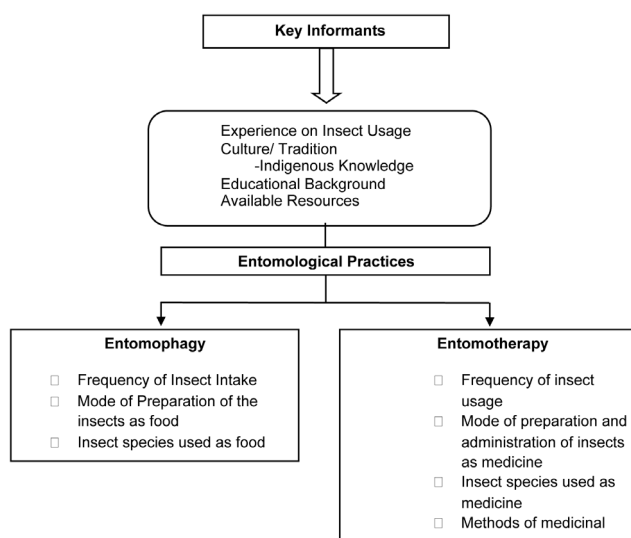 Key Informants
Experience on Insect Usage
Culture/ Tradition
-Indigenous Knowledge
Educational Background
Available Resources
Entomological Practices
Entomophagy
Frequency of Insect Intake
Mode of Preparation of the
insects as food
Insect species used as food
Entomotherapy
Frequency of insect
usage
Mode of preparation and
administration of insects
as medicine
Insect species used as
medicine
Methods of medicinal